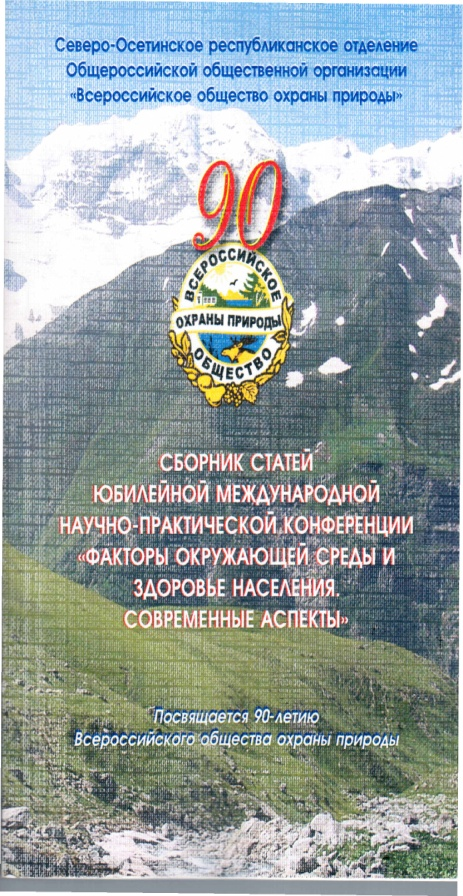 Северо-Осетинское республиканское отделение
Общероссийской общественной организации
«Всероссийское общество охраны природы»
90
ВСЕРОССИЙСКОЕ
ОХРАНЫ ПРИРОДЫ
ОБЩЕСТВО
СБОРНИК СТАТЕЙ
ЮБИЛЕЙНОЙ МЕЖДУНАРОДНОЙ
НАУЧНО-ПРАКТИЧЕСКОЙ КОНФЕРЕНЦИИ
«ФАКТОРЫ ОКРУЖАЮЩЕЙ СРЕДЫ И
ЗДОРОВЬЕ НАСЕЛЕНИЯ.
СОВРЕМЕННЫЕ АСПЕКТЫ»
Посвящается 90-летию
Всероссийского общества охраны природы